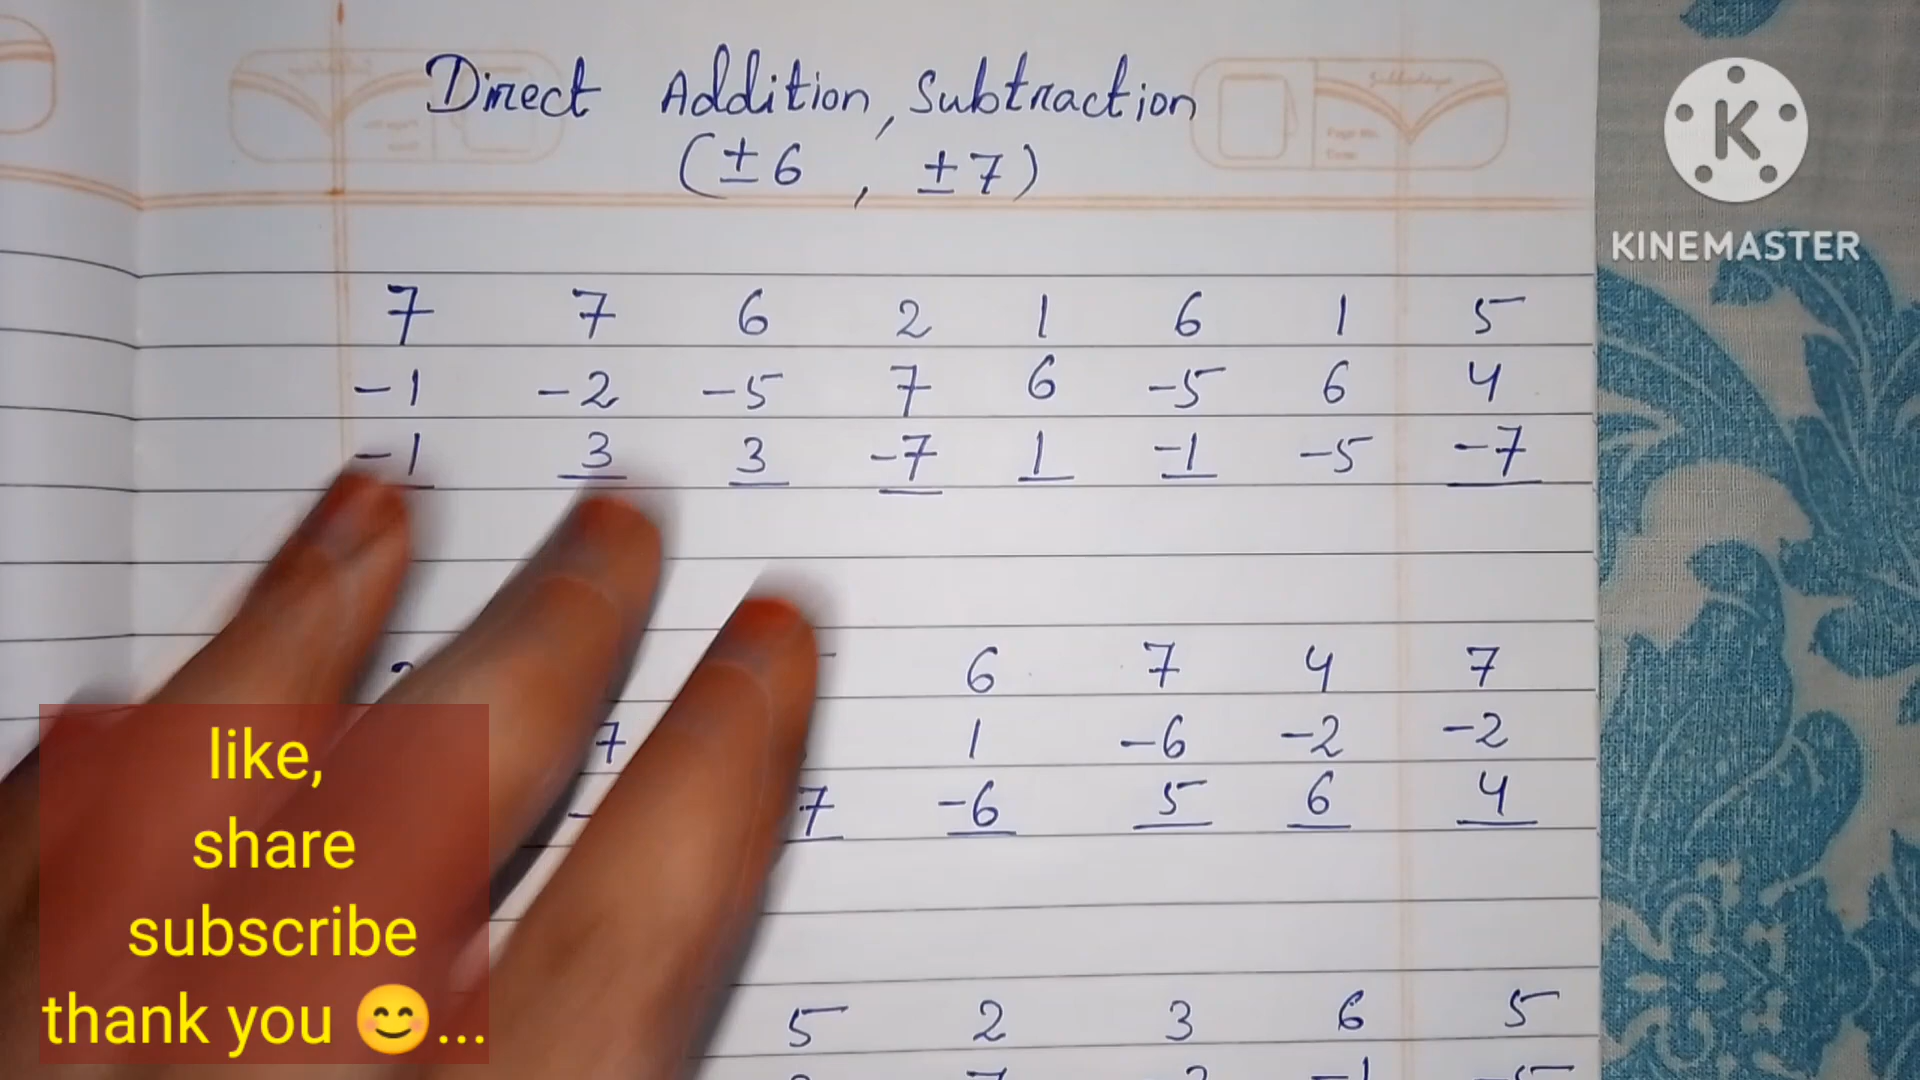 Direct Addition, Subtraction
(±6 , ±7)
KINEMASTER
7 7 6 2 1 6 1 5
-1 -2 -5 7 6 -5 6 4
-1 3 3 -7 1 -1 -5 -7
6 7 4 7
7 1 -6 -2 -2
7 -6 5 6 4
5 2 3 6 5
like,
share
subscribe
thank you 😊...